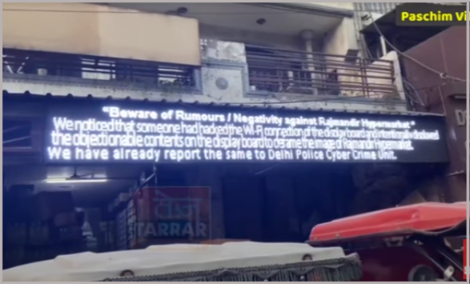 Paschim Vi
"Beware of Rumours / Negativity against Rajmandir Hypermarket."
We noticed that someone had hacked the Wi-Fi connection of the display board and intentionally disclosed
the objectionable contents on the display board to defame the image of Rajmandir Hypermarket.
We have already report the same to Delhi Police Cyber Crime Unit.
TARRAR